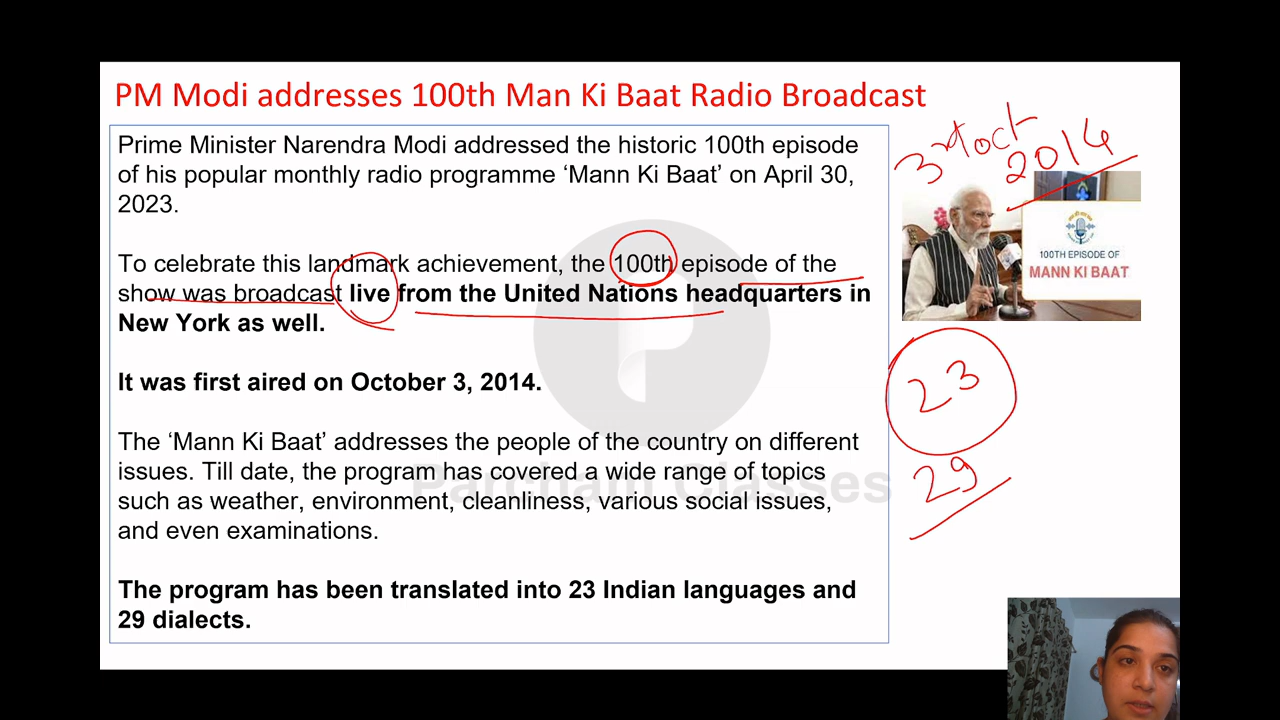 PM Modi addresses 100th Man Ki Baat Radio Broadcast
Prime Minister Narendra Modi addressed the historic 100th episode
of his popular monthly radio programme ‘Mann Ki Baat’ on April 30,
2023.
To celebrate this landmark achievement, the 100th episode of the
show was broadcast live from the United Nations headquarters in
New York as well.
It was first aired on October 3, 2014.
The ‘Mann Ki Baat’ addresses the people of the country on different
issues. Till date, the program has covered a wide range of topics
such as weather, environment, cleanliness, various social issues,
and even examinations.
The program has been translated into 23 Indian languages and
29 dialects.
Parcham Classes
3rd oct
2014
100TH EPISODE OF
MANN KI BAAT
23
29